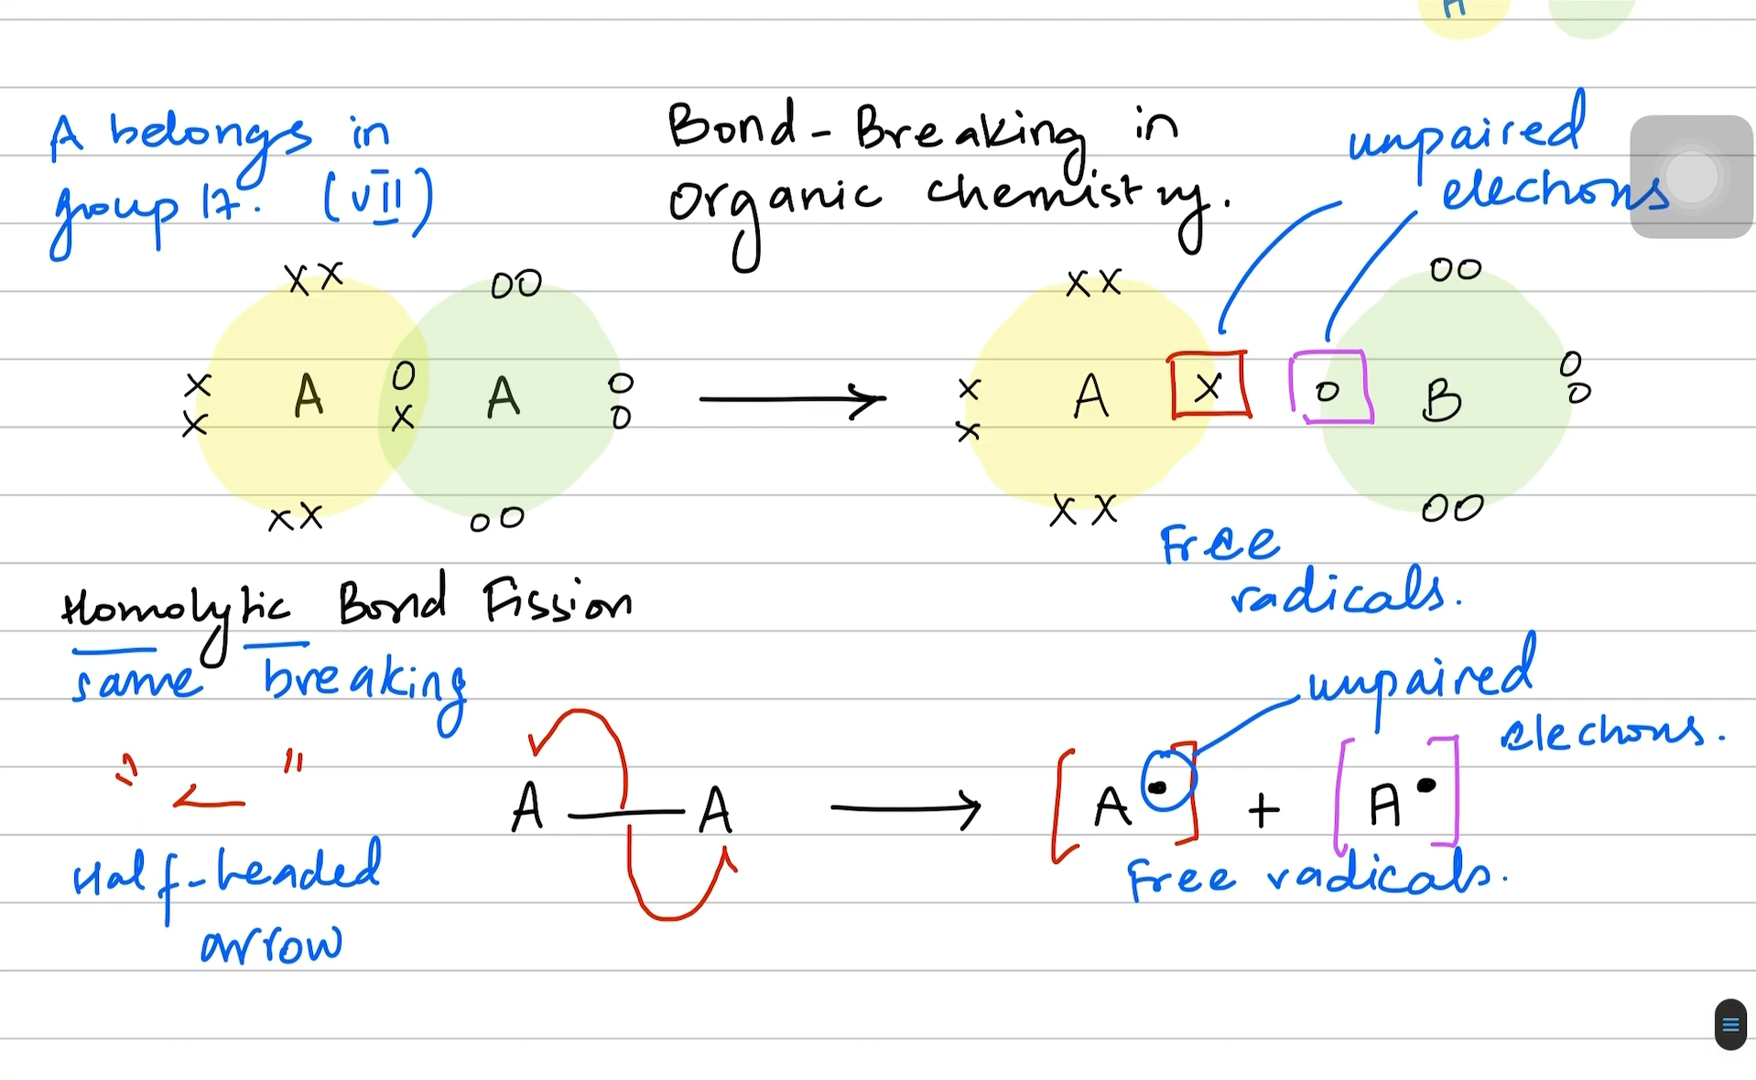 A
A belongs in
group 17. (VII)
Bond-Breaking in
organic chemistry.
unpaired
electrons
XX OO XX OO
X A O A O X A X O B O
X X O X O
XX OO XX OO
Free
radicals.
Homolytic Bond Fission
same breaking
unpaired
electrons.
" "
A — A [A•] + [A•]
Half-headed
arrow
Free radicals.